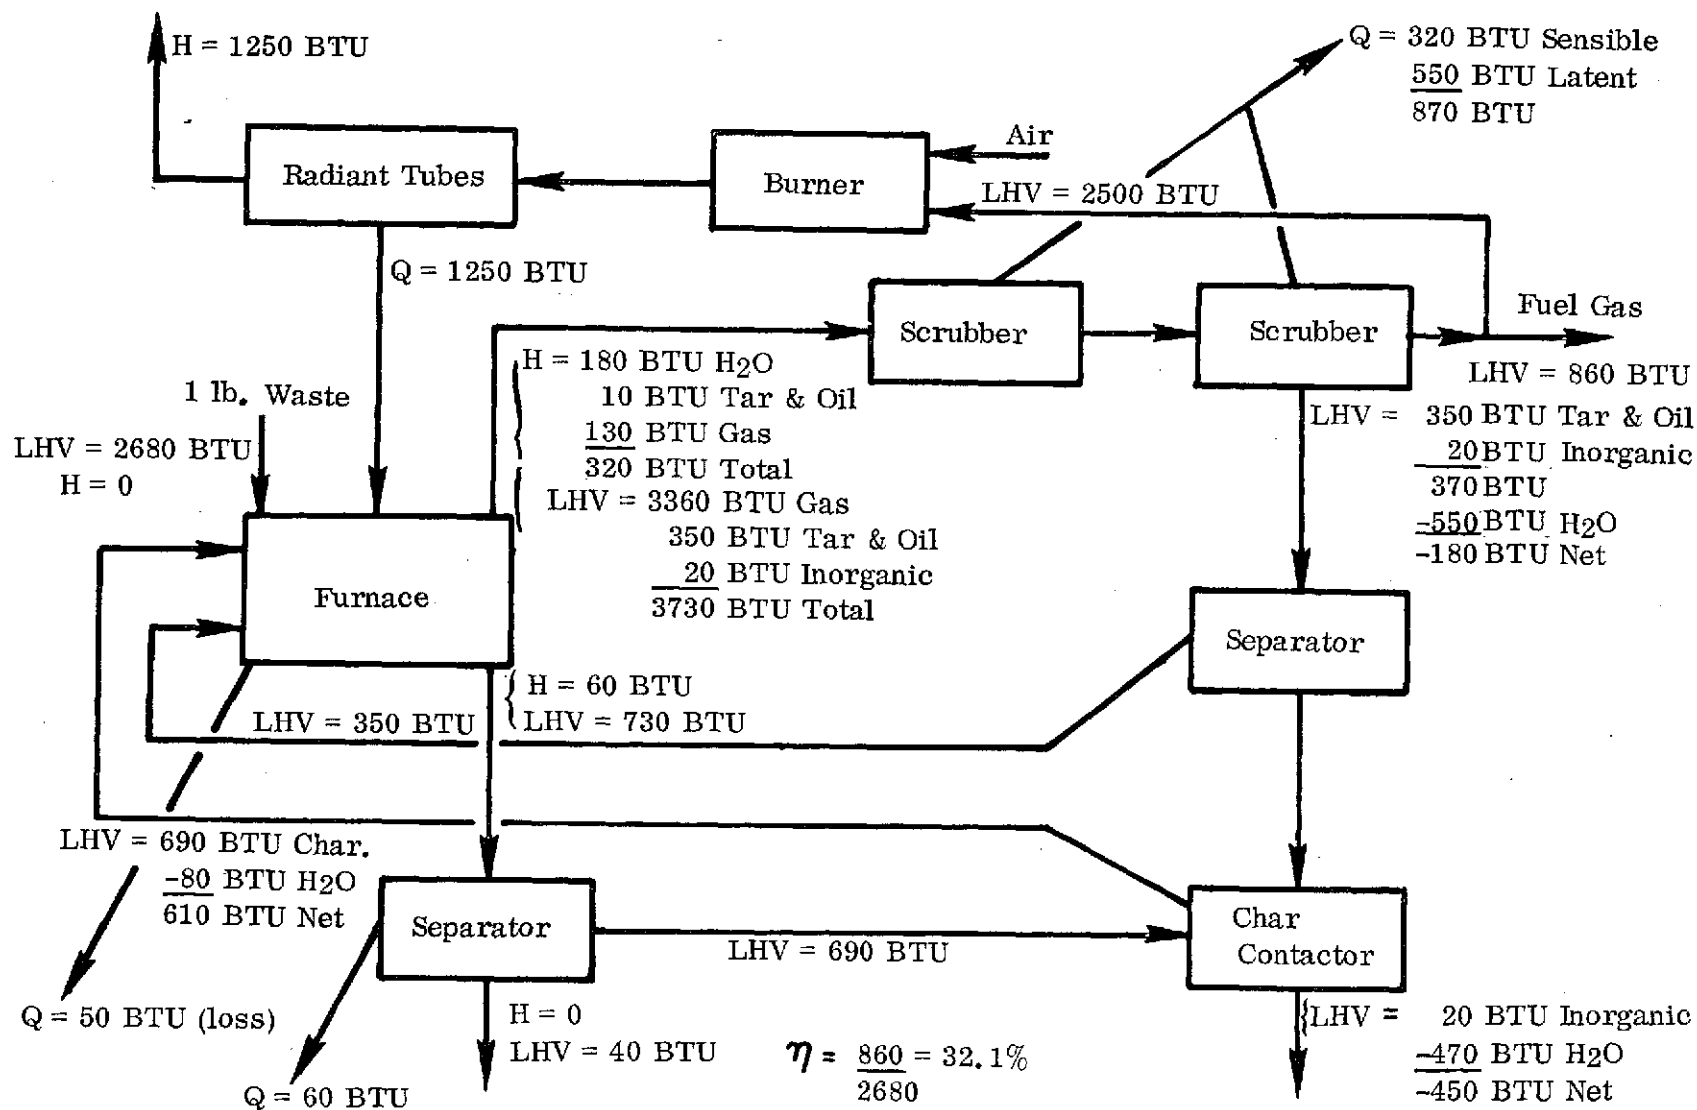 H = 1250 BTU
Q = 320 BTU Sensible
550 BTU Latent
870 BTU
Radiant Tubes
Burner
Air
LHV = 2500 BTU
Q = 1250 BTU
Scrubber
Scrubber
Fuel Gas
LHV = 860 BTU
1 lb. Waste
LHV = 2680 BTU
H = 0
H = 180 BTU H2O
10 BTU Tar & Oil
130 BTU Gas
320 BTU Total
LHV = 3360 BTU Gas
350 BTU Tar & Oil
20 BTU Inorganic
3730 BTU Total
LHV = 350 BTU Tar & Oil
20 BTU Inorganic
370 BTU
-550 BTU H2O
-180 BTU Net
Furnace
Separator
H = 60 BTU
LHV = 730 BTU
LHV = 350 BTU
LHV = 690 BTU Char.
-80 BTU H2O
610 BTU Net
Separator
LHV = 690 BTU
Char
Contactor
Q = 50 BTU (loss)
Q = 60 BTU
H = 0
LHV = 40 BTU
η = 860 = 32.1%
2680
LHV = 20 BTU Inorganic
-470 BTU H2O
-450 BTU Net